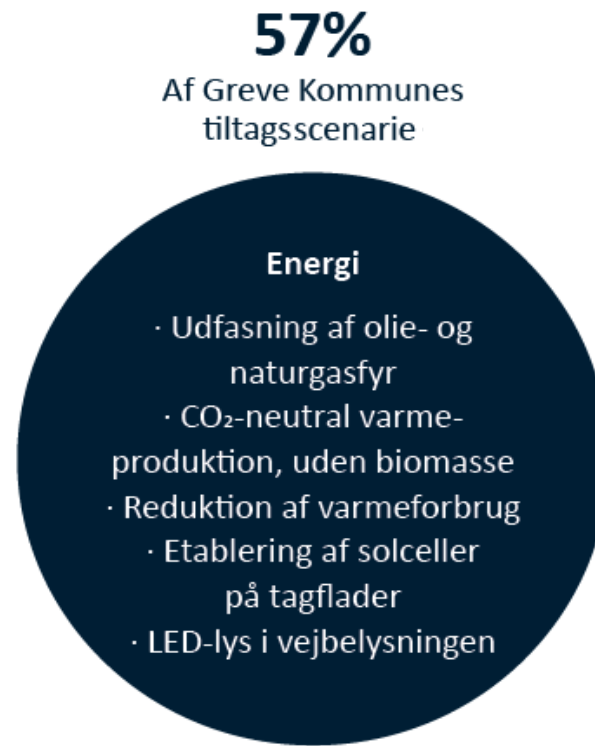 57%
Af Greve Kommunes
tiltagsscenarie
Energi
· Udfasning af olie- og
naturgasfyr
· CO₂-neutral varme-
produktion, uden biomasse
· Reduktion af varmeforbrug
· Etablering af solceller
på tagflader
· LED-lys i vejbelysningen